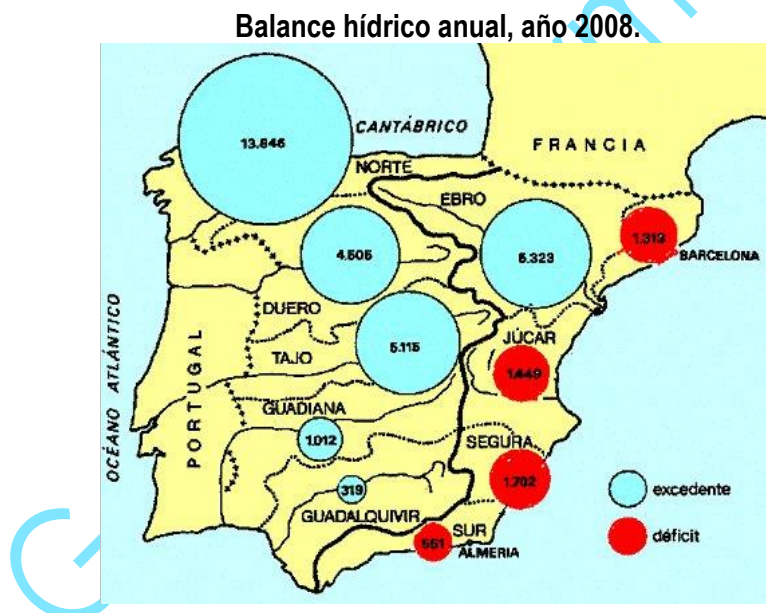 Balance hídrico anual, año 2008.
CANTÁBRICO
13.846
FRANCIA
NORTE
EBRO
1.313
BARCELONA
4.505
5.323
DUERO
OCÉANO ATLÁNTICO
PORTUGAL
5.115
JÚCAR
TAJO
1.449
GUADIANA
1.012
SEGURA
1.702
319
excedente
GUADALQUIVIR
SUR
déficit
551
ALMERIA